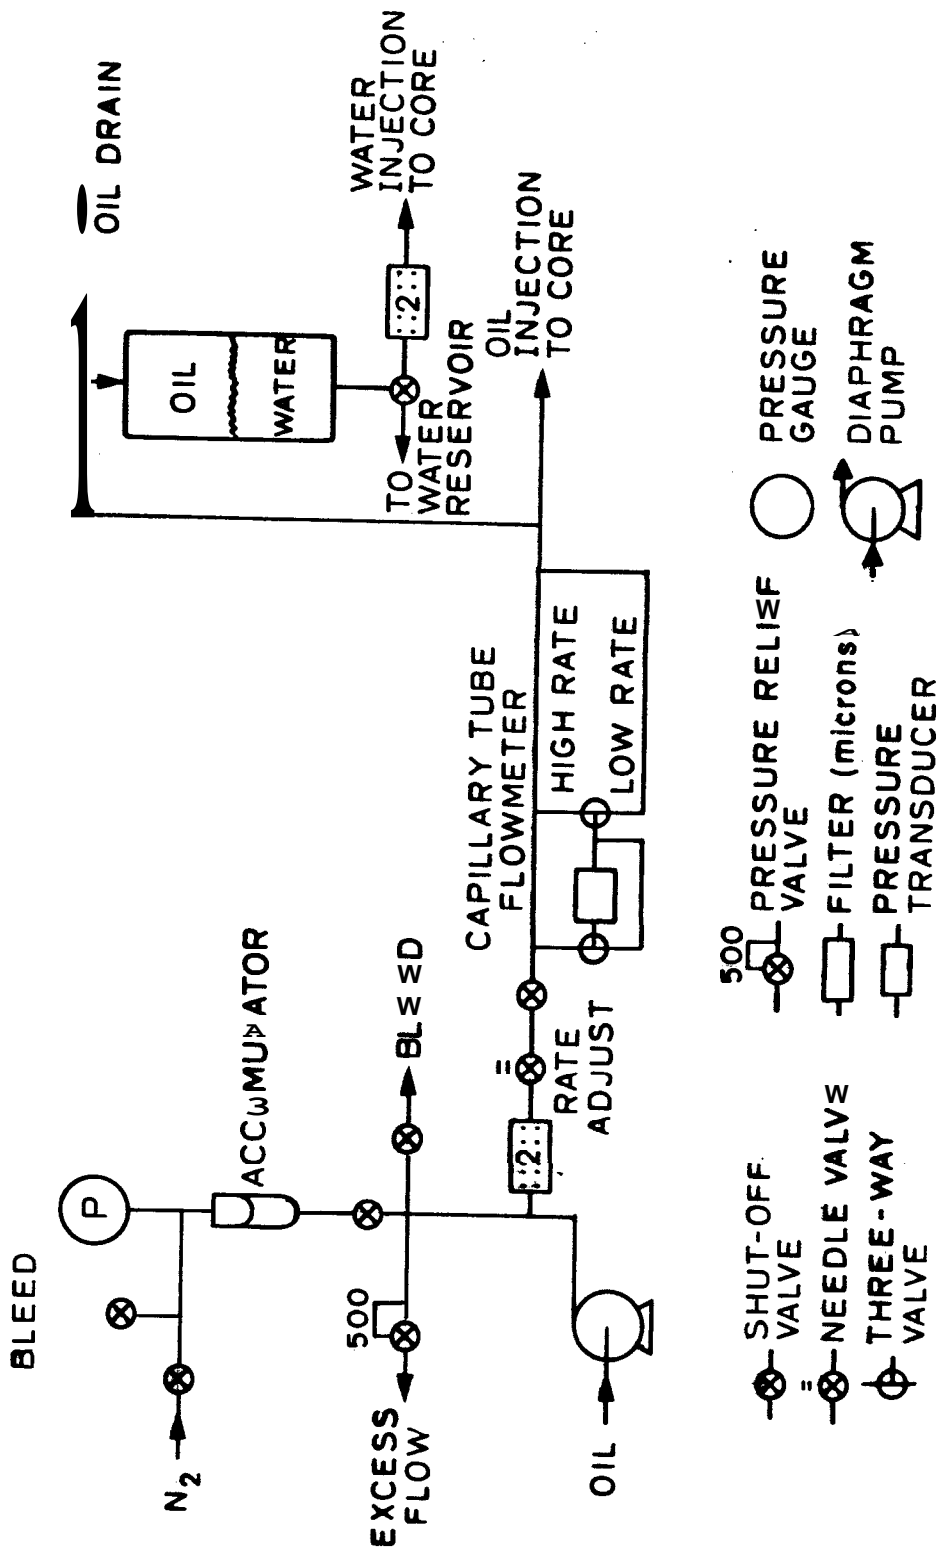 BLEED
P
N2
ACCUMULATOR
OIL DRAIN
OIL
WATER
500
EXCESS
FLOW
BLEED
2
WATER
INJECTION
TO CORE
TO
WATER
RESERVOIR
CAPILLARY TUBE
FLOWMETER
OIL
INJECTION
TO CORE
2
=
RATE
ADJUST
HIGH RATE
LOW RATE
OIL
SHUT-OFF
VALVE
= NEEDLE VALVE
THREE-WAY
VALVE
500
PRESSURE RELIEF
VALVE
FILTER (microns)
PRESSURE
TRANSDUCER
PRESSURE
GAUGE
DIAPHRAGM
PUMP